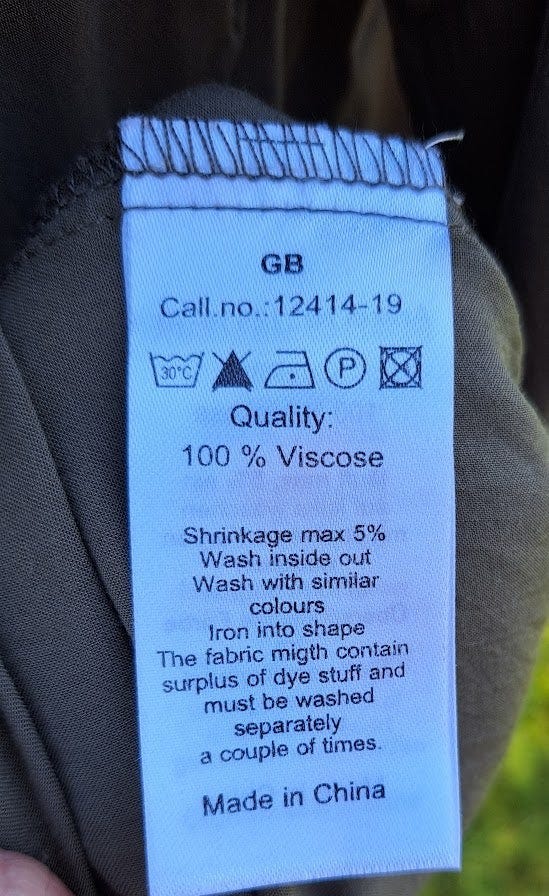 GB
Call.no.:12414-19
30°C P
Quality:
100 % Viscose
Shrinkage max 5%
Wash inside out
Wash with similar
colours
Iron into shape
The fabric migth contain
surplus of dye stuff and
must be washed
separately
a couple of times.
Made in China